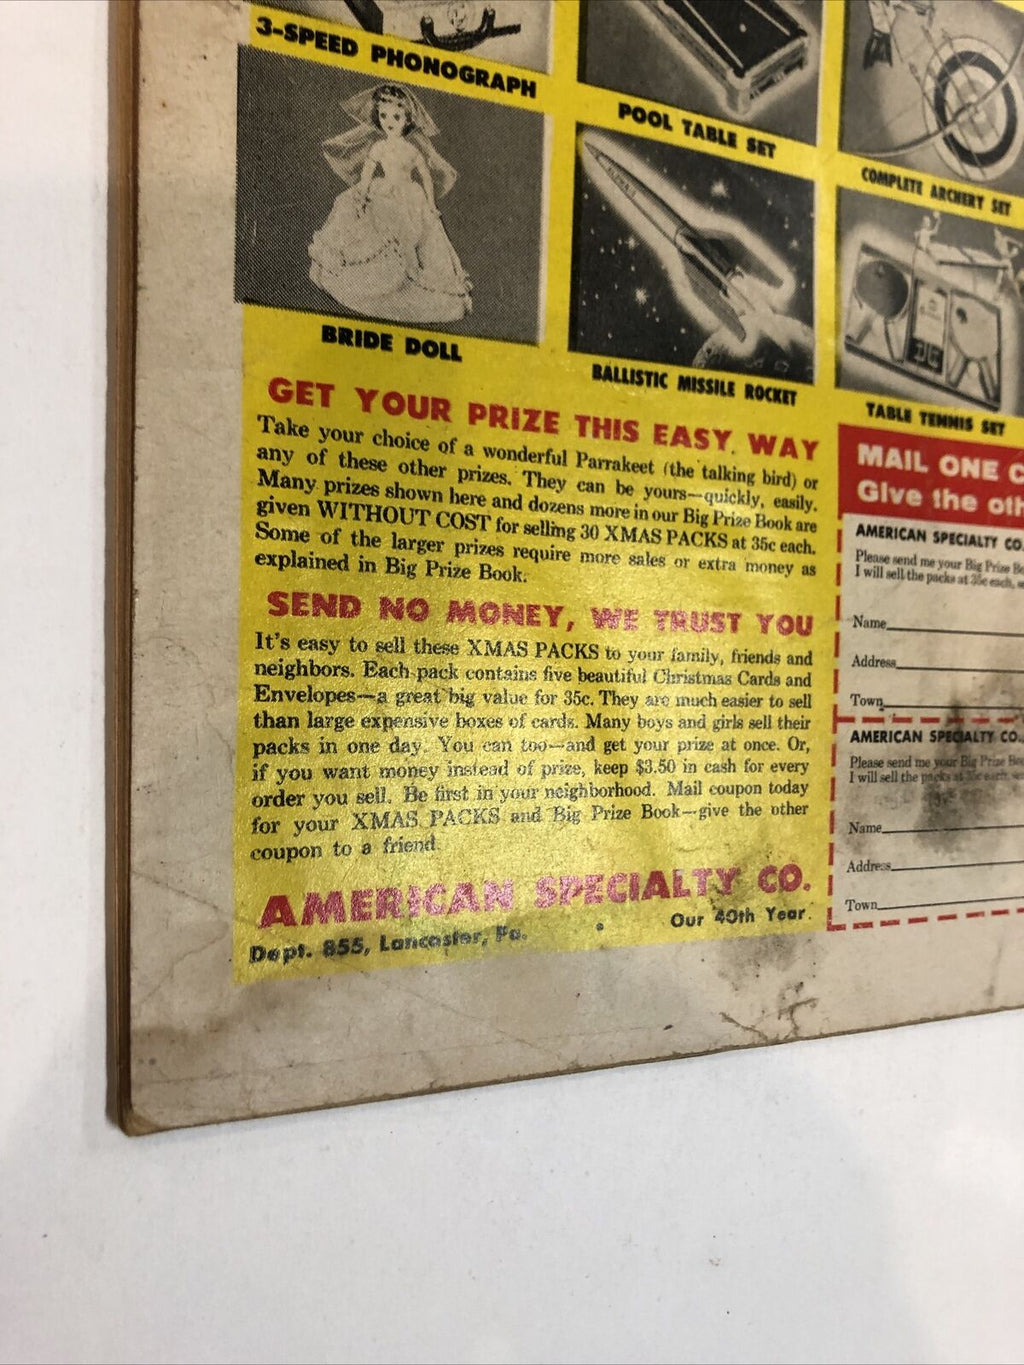 3-SPEED PHONOGRAPH
POOL TABLE SET
COMPLETE ARCHERY SET
BRIDE DOLL
BALLISTIC MISSILE ROCKET
TABLE TENNIS SET
GET YOUR PRIZE THIS EASY WAY
Take your choice of a wonderful Parrakeet (the talking bird) or
any of these other prizes. They can be yours—quickly, easily.
Many prizes shown here and dozens more in our Big Prize Book are
given WITHOUT COST for selling 30 XMAS PACKS at 35c each.
Some of the larger prizes require more sales or extra money as
explained in Big Prize Book.
SEND NO MONEY, WE TRUST YOU
It's easy to sell these XMAS PACKS to your family, friends and
neighbors. Each pack contains five beautiful Christmas Cards and
Envelopes—a great big value for 35c. They are much easier to sell
than large expensive boxes of cards. Many boys and girls sell their
packs in one day. You can too—and get your prize at once. Or,
if you want money instead of prize, keep $3.50 in cash for every
order you sell. Be first in your neighborhood. Mail coupon today
for your XMAS PACKS and Big Prize Book—give the other
coupon to a friend.
AMERICAN SPECIALTY CO.
Dept. 855, Lancaster, Pa. • Our 40th Year.
MAIL ONE C
Give the oth
AMERICAN SPECIALTY CO.
Please send me your Big Prize Bo
I will sell the packs at 35c each,
Name
Address
Town
AMERICAN SPECIALTY CO.
Please send me your Big Prize Boo
I will sell the packs at 35c each,
Name
Address
Town